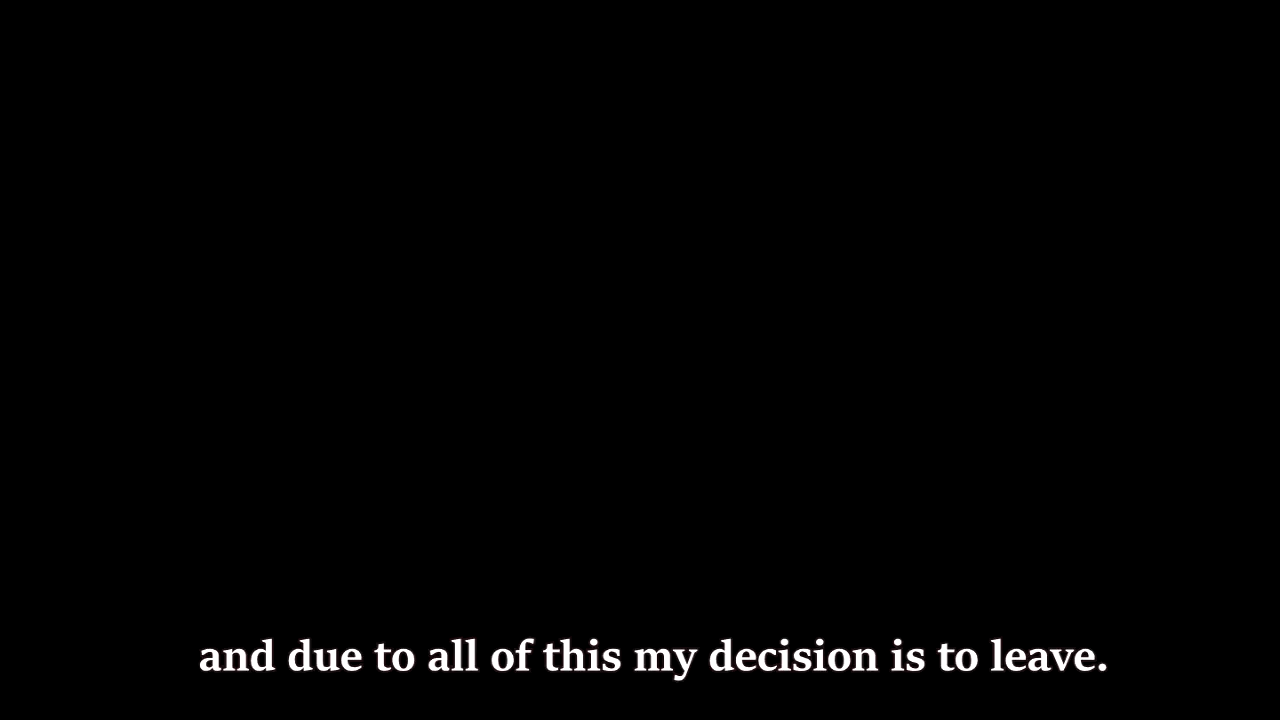 and due to all of this my decision is to leave.